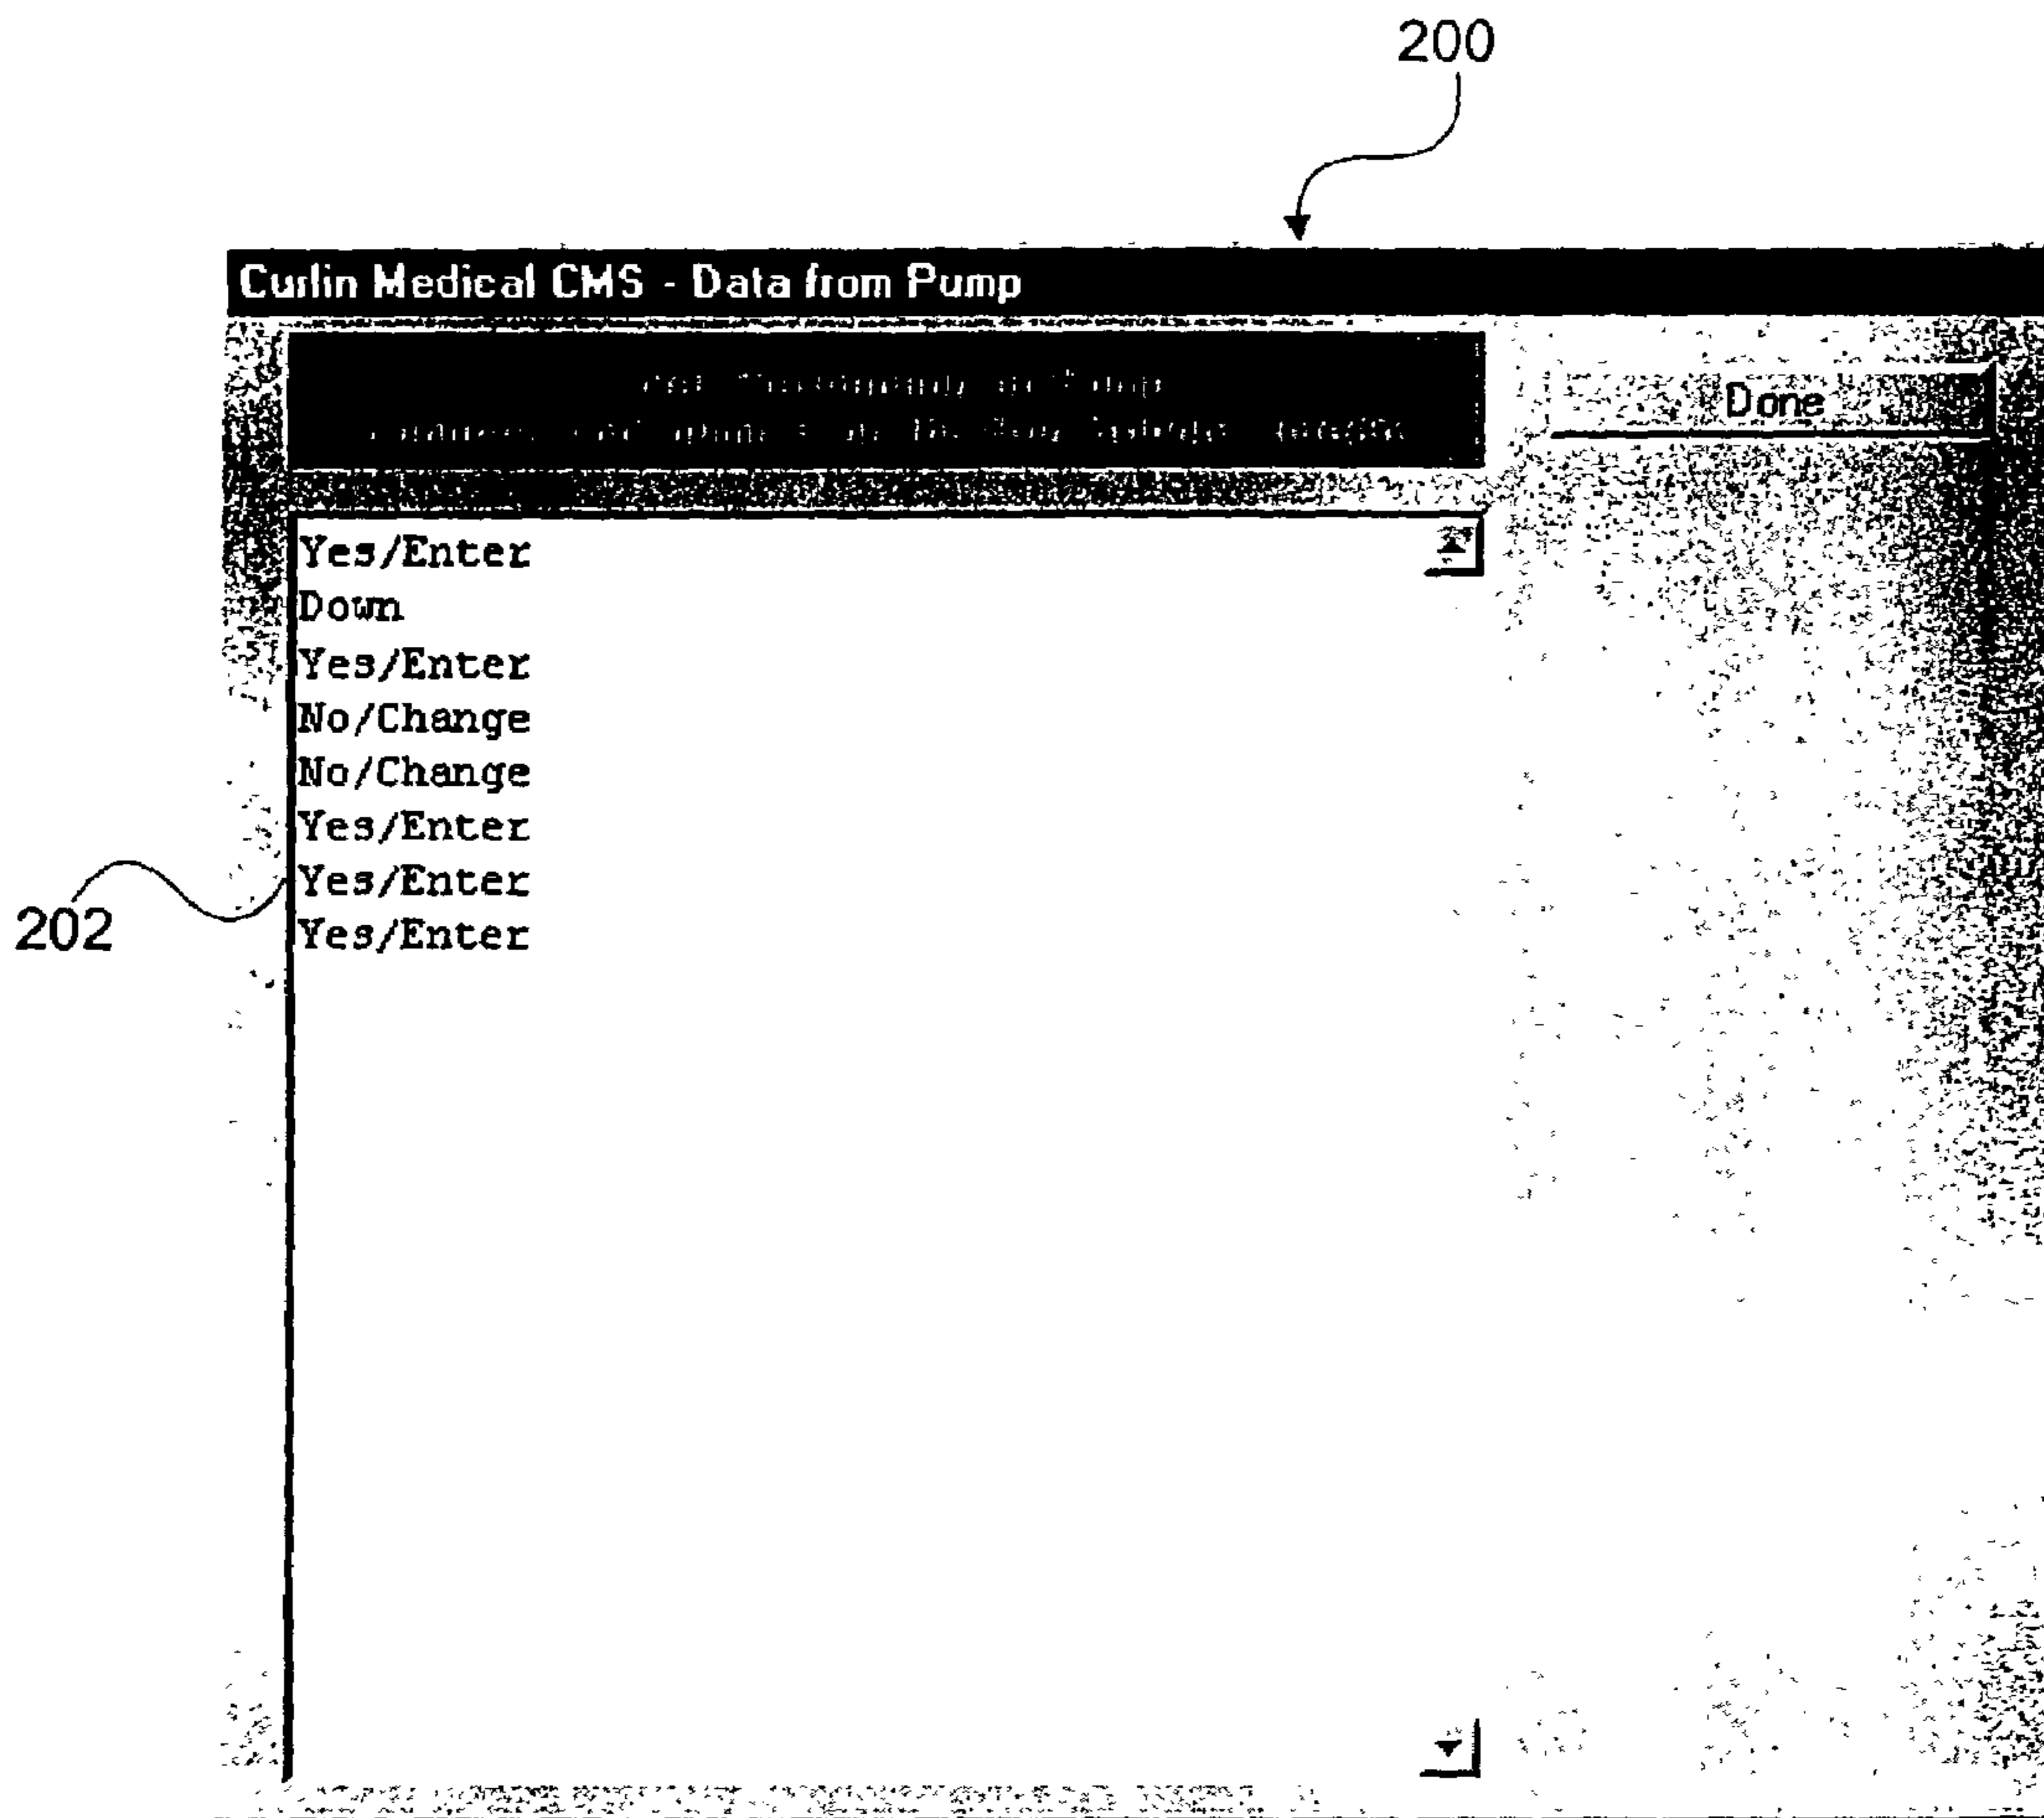 200
Curlin Medical CMS - Data from Pump
Done
Yes/Enter
Down
Yes/Enter
No/Change
No/Change
Yes/Enter
Yes/Enter
Yes/Enter
202